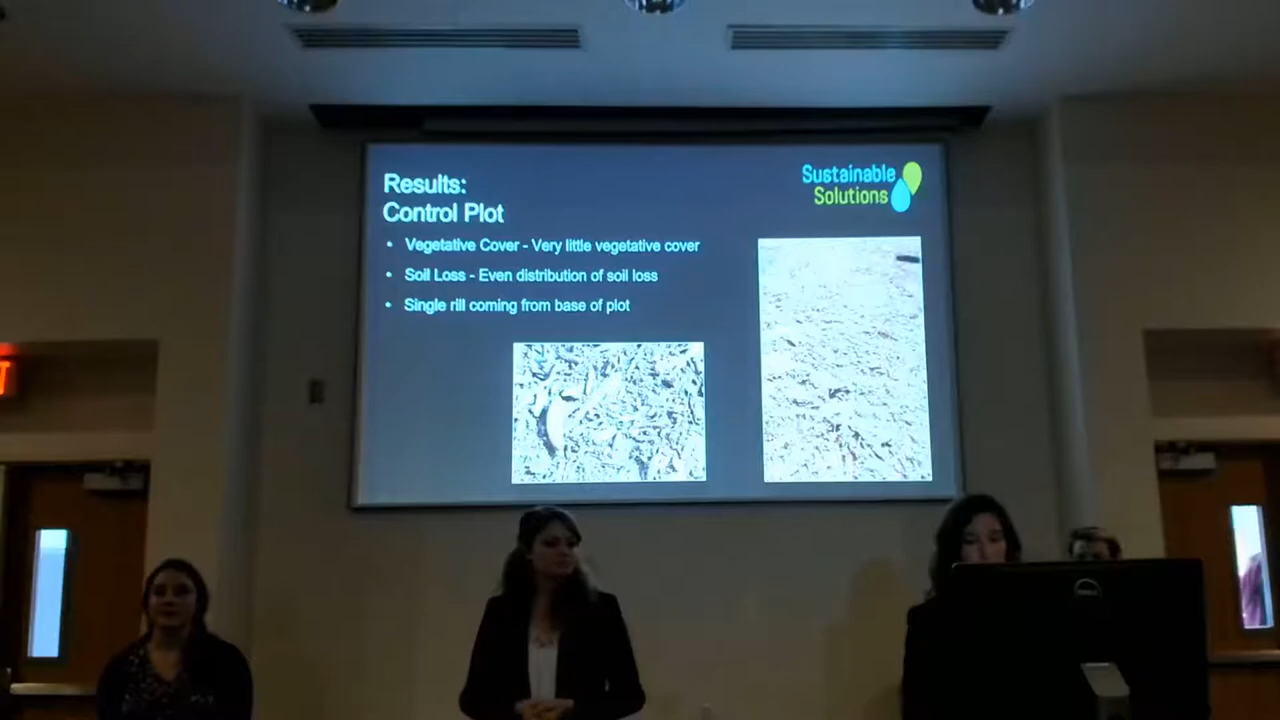 Results:
Control Plot
Sustainable
Solutions
• Vegetative Cover - Very little vegetative cover
• Soil Loss - Even distribution of soil loss
• Single rill coming from base of plot
T
DELL